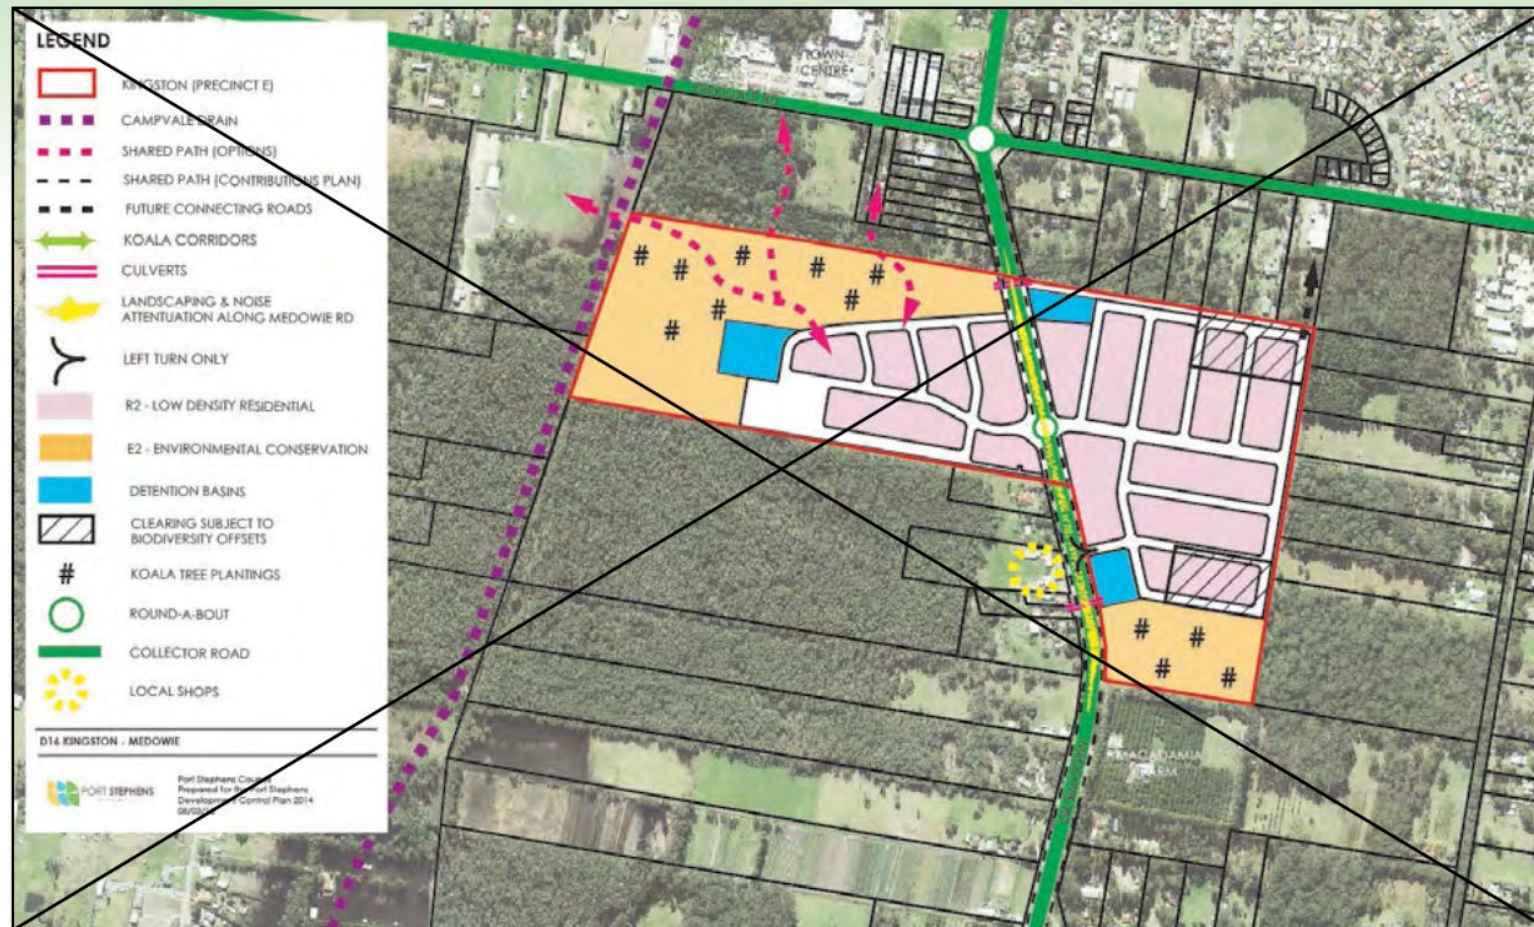 LEGEND
KINGSTON (PRECINCT E)
CAMPVALE DRAIN
SHARED PATH (OPTIONS)
SHARED PATH (CONTRIBUTIONS PLAN)
FUTURE CONNECTING ROADS
KOALA CORRIDORS
CULVERTS
LANDSCAPING & NOISE
ATTENUATION ALONG MEDOWIE RD
LEFT TURN ONLY
R2 - LOW DENSITY RESIDENTIAL
E2 - ENVIRONMENTAL CONSERVATION
DETENTION BASINS
CLEARING SUBJECT TO
BIODIVERSITY OFFSETS
# KOALA TREE PLANTINGS
ROUND-A-BOUT
COLLECTOR ROAD
LOCAL SHOPS
D16 KINGSTON - MEDOWIE
PORT STEPHENS
Port Stephens Council
Prepared for the Port Stephens
Development Control Plan 2014
TOWN
CENTRE
# # # # # # # #
# # # #
MACADAMIA
FARM